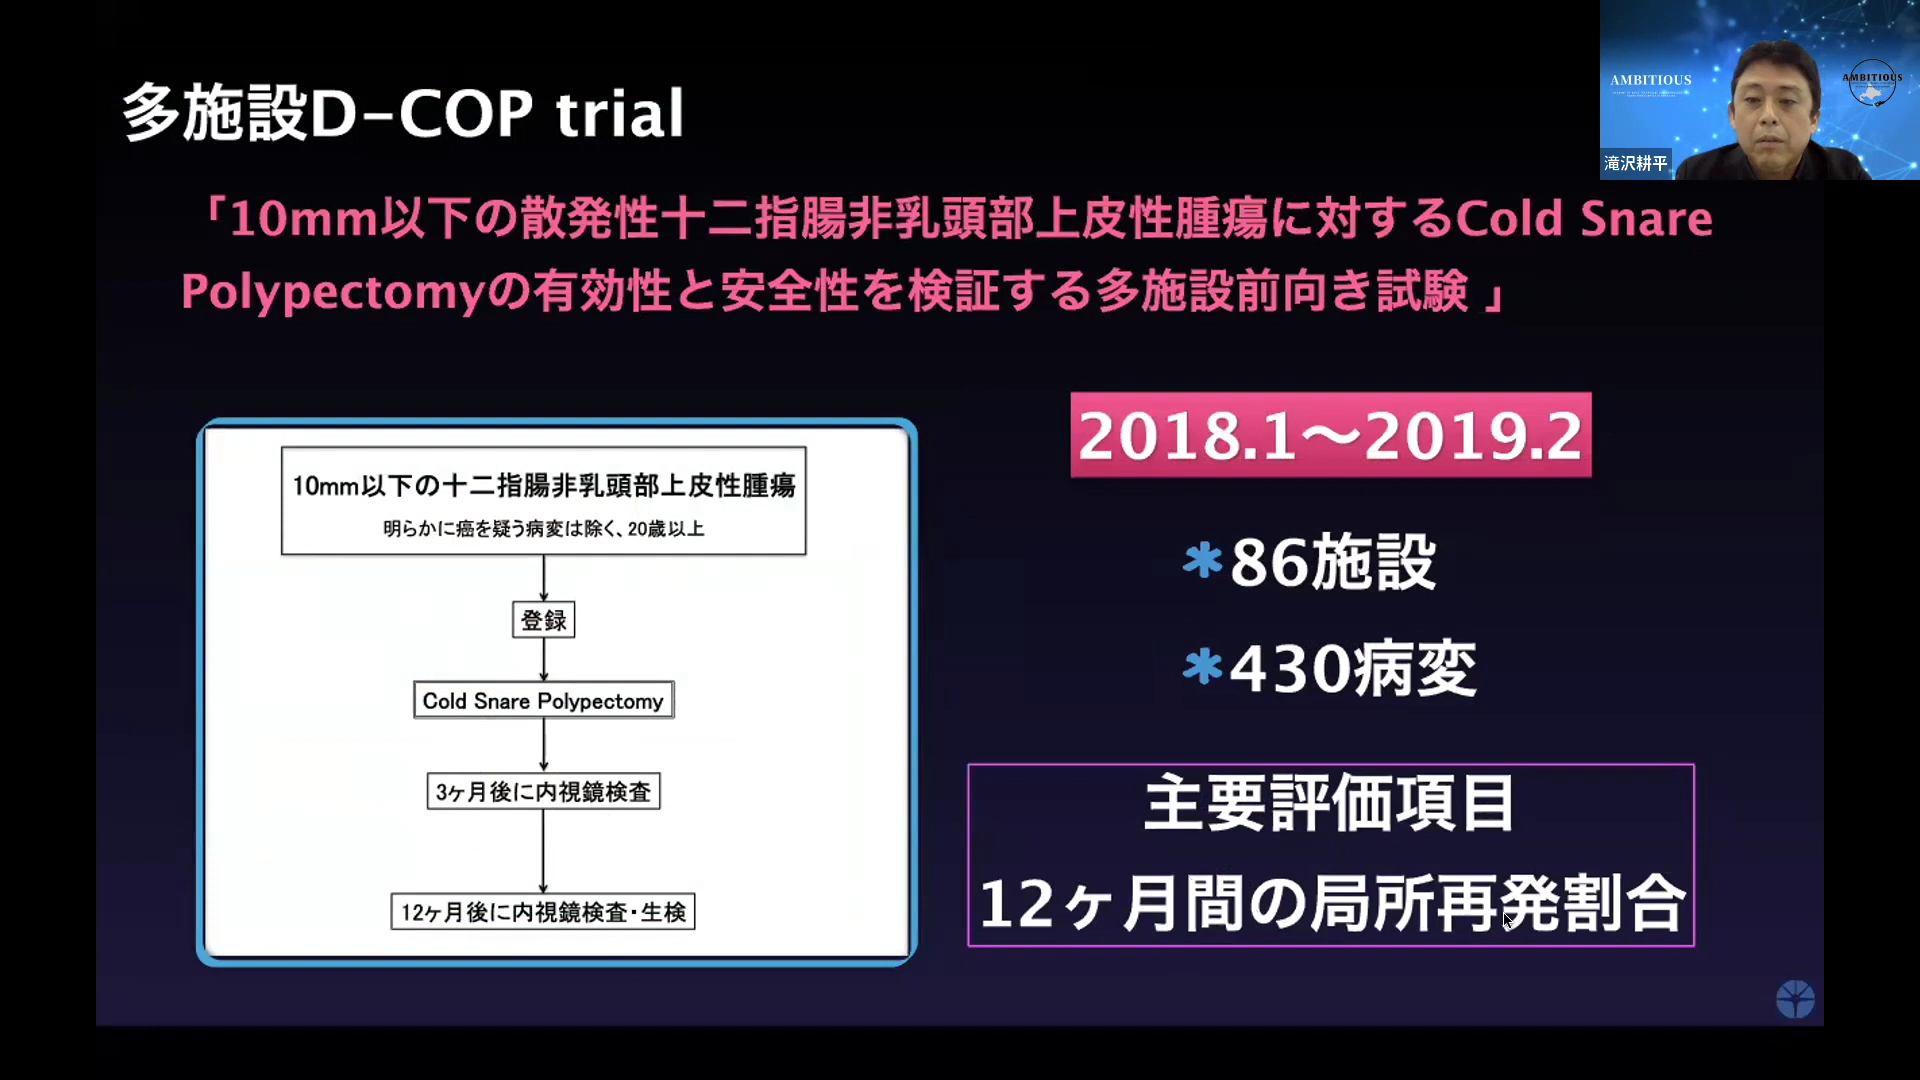 多施設D-COP trial
AMBITIOUS
AMBITIOUS
滝沢耕平
「10mm以下の散発性十二指腸非乳頭部上皮性腫瘍に対するCold Snare
Polypectomyの有効性と安全性を検証する多施設前向き試験 」
10mm以下の十二指腸非乳頭部上皮性腫瘍
明らかに癌を疑う病変は除く、20歳以上
登録
Cold Snare Polypectomy
3ヶ月後に内視鏡検査
12ヶ月後に内視鏡検査・生検
2018.1〜2019.2
*86施設
*430病変
主要評価項目
12ヶ月間の局所再発割合